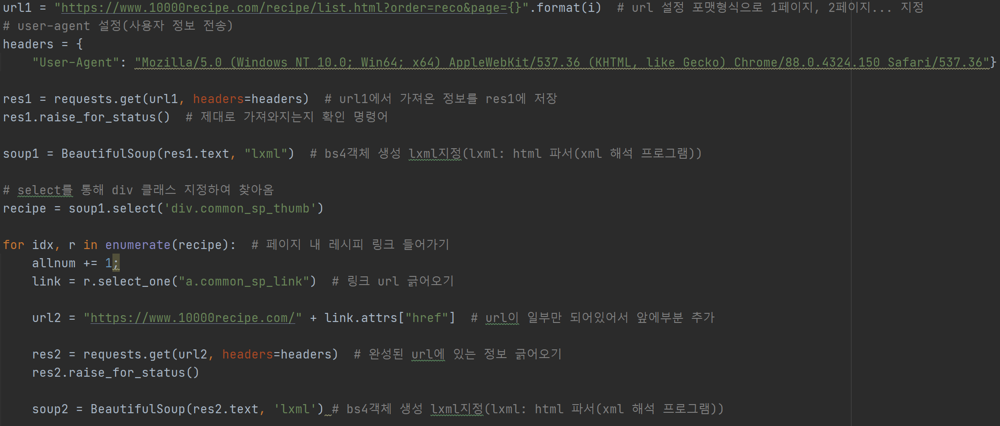 url1 = "https://www.10000recipe.com/recipe/list.html?order=reco&page={}".format(i)  # url 설정 포맷형식으로 1페이지, 2페이지... 지정
# user-agent 설정(사용자 정보 전송)
headers = {
    "User-Agent": "Mozilla/5.0 (Windows NT 10.0; Win64; x64) AppleWebKit/537.36 (KHTML, like Gecko) Chrome/88.0.4324.150 Safari/537.36"}
res1 = requests.get(url1, headers=headers)  # url1에서 가져온 정보를 res1에 저장
res1.raise_for_status()  # 제대로 가져와지는지 확인 명령어
soup1 = BeautifulSoup(res1.text, "lxml")  # bs4객체 생성 lxml지정(lxml: html 파서(xml 해석 프로그램))
# select를 통해 div 클래스 지정하여 찾아옴
recipe = soup1.select('div.common_sp_thumb')
for idx, r in enumerate(recipe):  # 페이지 내 레시피 링크 들어가기
    allnum += 1;
    link = r.select_one("a.common_sp_link")  # 링크 url 긁어오기
    url2 = "https://www.10000recipe.com/" + link.attrs["href"]  # url이 일부만 되어있어서 앞에부분 추가
    res2 = requests.get(url2, headers=headers)  # 완성된 url에 있는 정보 긁어오기
    res2.raise_for_status()
    soup2 = BeautifulSoup(res2.text, 'lxml') # bs4객체 생성 lxml지정(lxml: html 파서(xml 해석 프로그램))